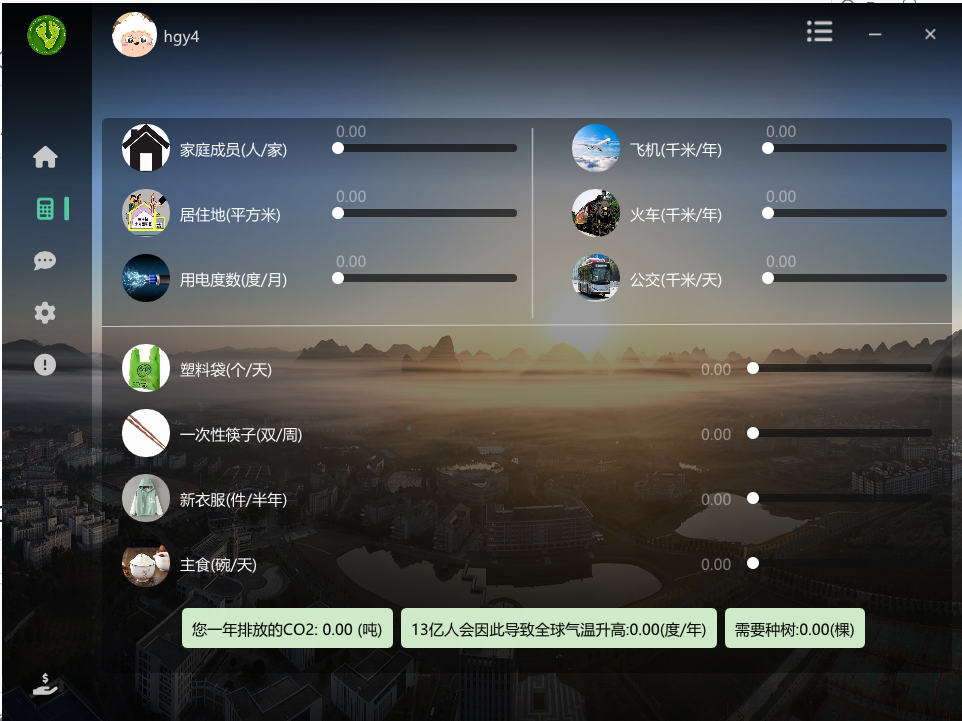 hgy4
0.00
家庭成员(人/家)
0.00
居住地(平方米)
0.00
用电度数(度/月)
0.00
飞机(千米/年)
0.00
火车(千米/年)
0.00
公交(千米/天)
塑料袋(个/天) 0.00
一次性筷子(双/周) 0.00
新衣服(件/半年) 0.00
主食(碗/天) 0.00
您一年排放的CO2: 0.00 (吨)
13亿人会因此导致全球气温升高:0.00(度/年)
需要种树:0.00(棵)